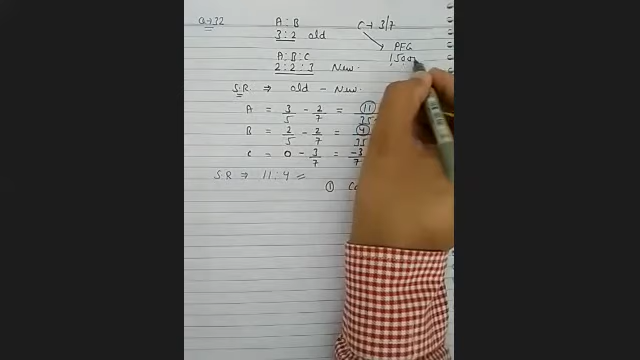 Q→32 A:B C→ 3/7
3:2 old
PFG
A:B:C 1500
2:2:3 New.
S.R. ⇒ old - New.
A = 3/5 - 2/7 = 11/35
B = 2/5 - 2/7 = 4/35
C = 0 - 3/7 = -3/7
S.R ⇒ 11:4
①